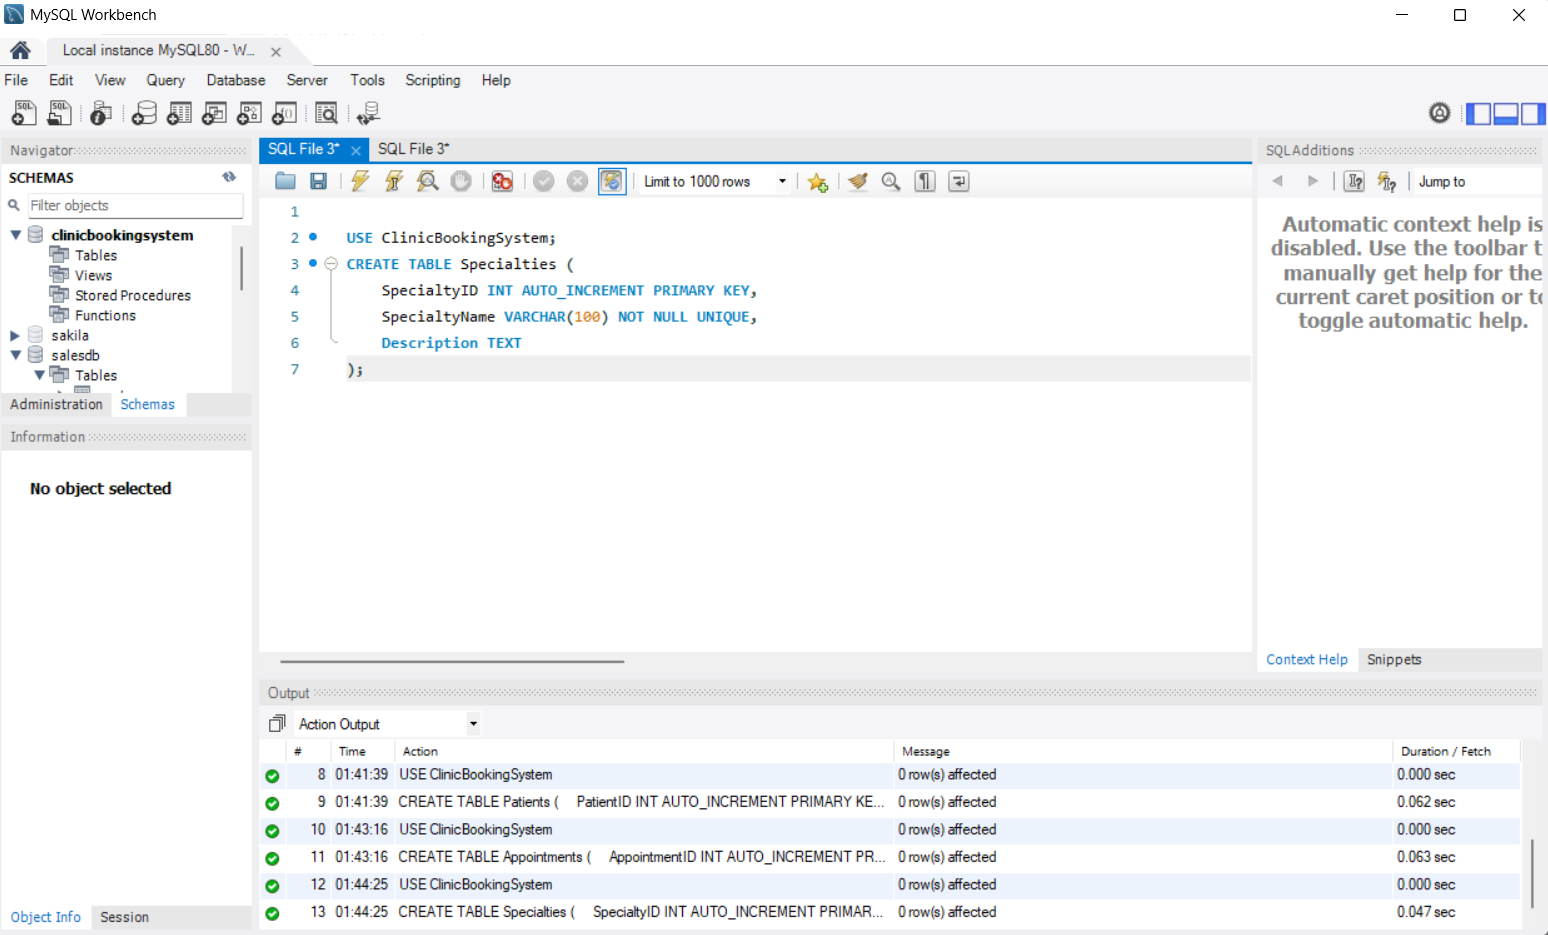 MySQL Workbench
Local instance MySQL80 - W...
File Edit View Query Database Server Tools Scripting Help
Navigator
SCHEMAS
Filter objects
clinicbookingsystem
Tables
Views
Stored Procedures
Functions
sakila
salesdb
Tables
Administration Schemas
Information
No object selected
Object Info Session
SQL File 3* SQL File 3*
Limit to 1000 rows
1
2 USE ClinicBookingSystem;
3 CREATE TABLE Specialties (
4 SpecialtyID INT AUTO_INCREMENT PRIMARY KEY,
5 SpecialtyName VARCHAR(100) NOT NULL UNIQUE,
6 Description TEXT
7 );
SQLAdditions
Jump to
Automatic context help is
disabled. Use the toolbar t
manually get help for the
current caret position or to
toggle automatic help.
Context Help Snippets
Output
Action Output
# Time Action Message Duration / Fetch
8 01:41:39 USE ClinicBookingSystem 0 row(s) affected 0.000 sec
9 01:41:39 CREATE TABLE Patients ( PatientID INT AUTO_INCREMENT PRIMARY KE... 0 row(s) affected 0.062 sec
10 01:43:16 USE ClinicBookingSystem 0 row(s) affected 0.000 sec
11 01:43:16 CREATE TABLE Appointments ( AppointmentID INT AUTO_INCREMENT PR... 0 row(s) affected 0.063 sec
12 01:44:25 USE ClinicBookingSystem 0 row(s) affected 0.000 sec
13 01:44:25 CREATE TABLE Specialties ( SpecialtyID INT AUTO_INCREMENT PRIMAR... 0 row(s) affected 0.047 sec